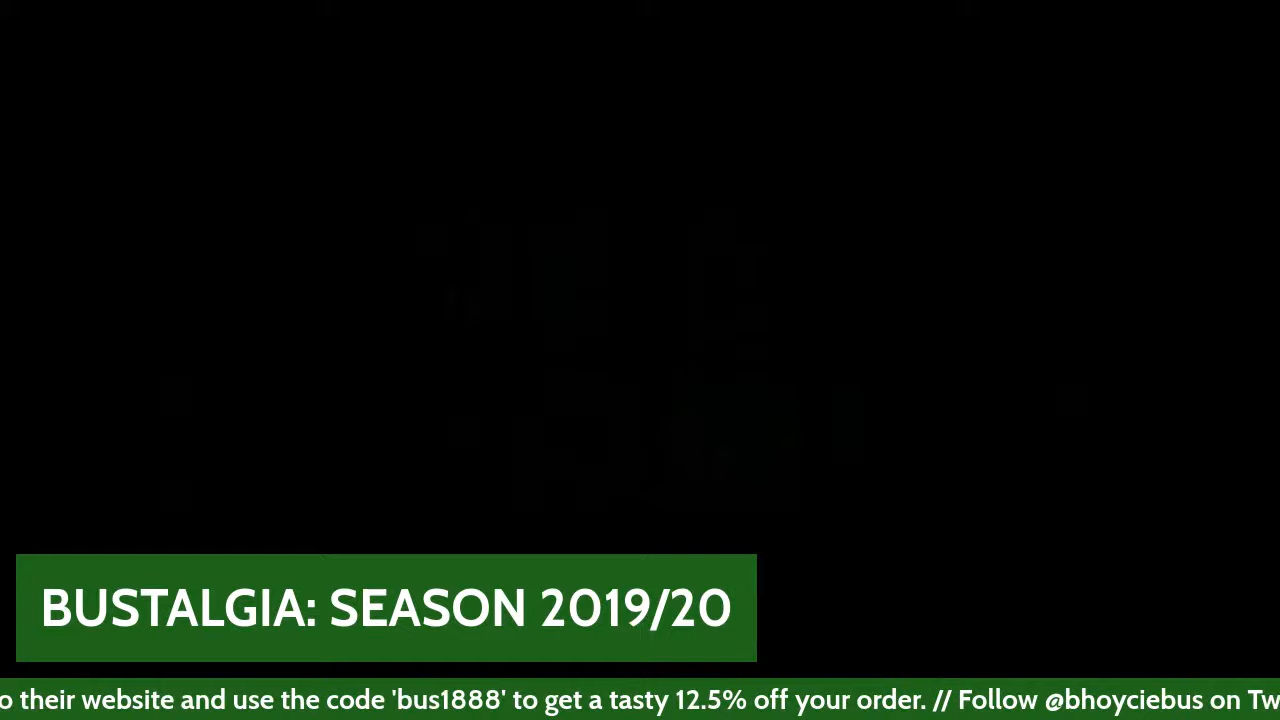 BUSTALGIA: SEASON 2019/20
o their website and use the code 'bus1888' to get a tasty 12.5% off your order. // Follow @bhoyciebus on Tw